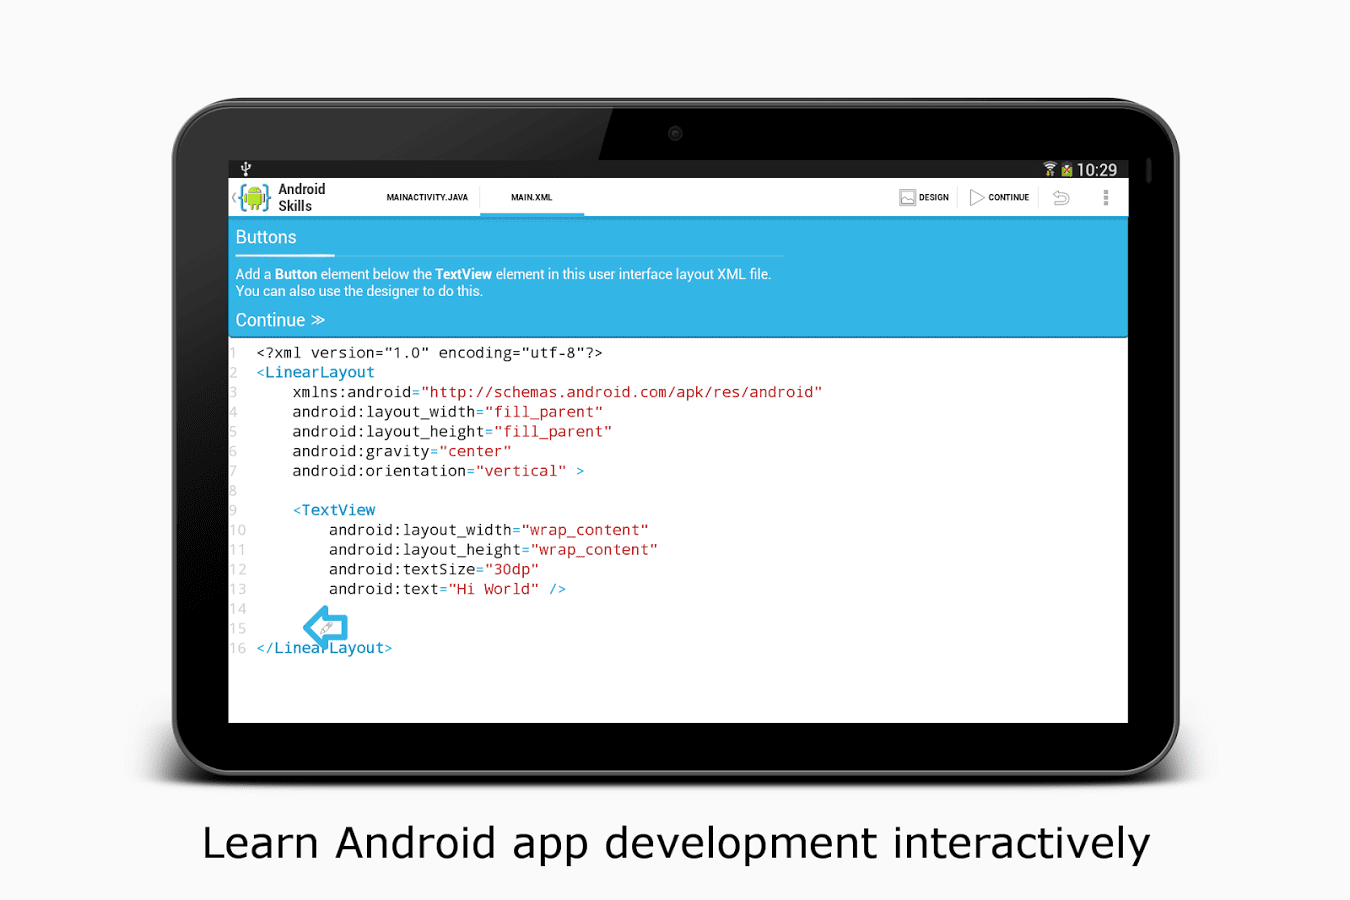 10:29
Android
Skills
MAINACTIVITY.JAVA
MAIN.XML
DESIGN
CONTINUE
Buttons
Add a Button element below the TextView element in this user interface layout XML file.
You can also use the designer to do this.
Continue ≫
1 <?xml version="1.0" encoding="utf-8"?>
2 <LinearLayout
3 xmlns:android="http://schemas.android.com/apk/res/android"
4 android:layout_width="fill_parent"
5 android:layout_height="fill_parent"
6 android:gravity="center"
7 android:orientation="vertical" >
8
9 <TextView
10 android:layout_width="wrap_content"
11 android:layout_height="wrap_content"
12 android:textSize="30dp"
13 android:text="Hi World" />
14
15
16 </LinearLayout>
Learn Android app development interactively